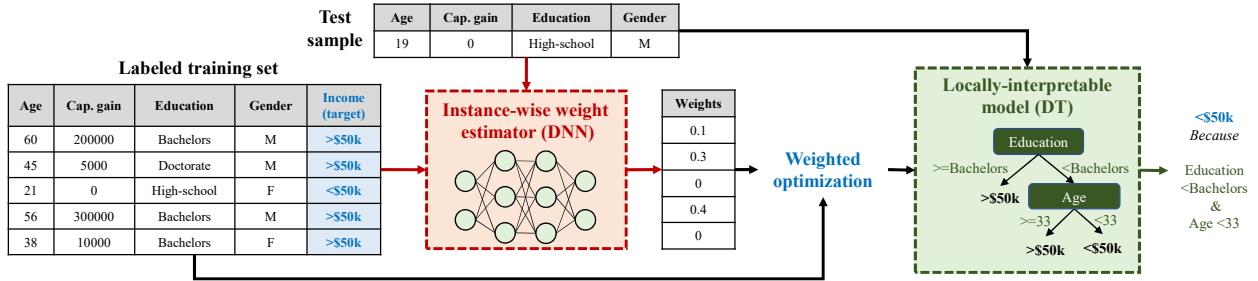 Test
sample
Age Cap. gain Education Gender
19 0 High-school M
Labeled training set
Age Cap. gain Education Gender Income
(target)
60 200000 Bachelors M >$50k
45 5000 Doctorate M >$50k
21 0 High-school F <$50k
56 300000 Bachelors M >$50k
38 10000 Bachelors F >$50k
Instance-wise weight
estimator (DNN)
Weights
0.1
0.3
0
0.4
0
Weighted
optimization
Locally-interpretable
model (DT)
Education
>=Bachelors <Bachelors
>$50k Age
>=33 <33
>$50k <$50k
<$50k
Because
Education
<Bachelors
&
Age <33